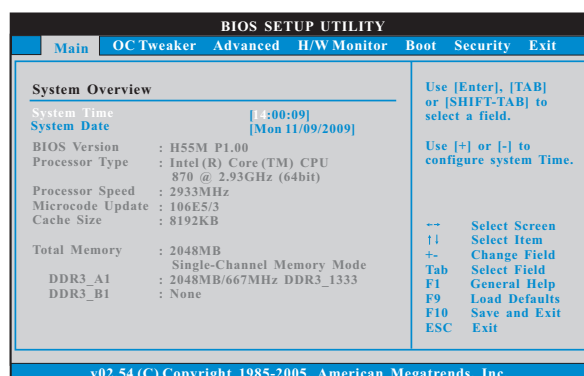 BIOS SETUP UTILITY
Main OC Tweaker Advanced H/W Monitor Boot Security Exit
System Overview
System Time [14:00:09]
System Date [Mon 11/09/2009]
BIOS Version : H55M P1.00
Processor Type : Intel (R) Core (TM) CPU
870 @ 2.93GHz (64bit)
Processor Speed : 2933MHz
Microcode Update : 106E5/3
Cache Size : 8192KB
Total Memory : 2048MB
Single-Channel Memory Mode
DDR3_A1 : 2048MB/667MHz DDR3_1333
DDR3_B1 : None
Use [Enter], [TAB]
or [SHIFT-TAB] to
select a field.
Use [+] or [-] to
configure system Time.
←→ Select Screen
↑↓ Select Item
+- Change Field
Tab Select Field
F1 General Help
F9 Load Defaults
F10 Save and Exit
ESC Exit
v02.54 (C) Copyright 1985-2005, American Megatrends, Inc.